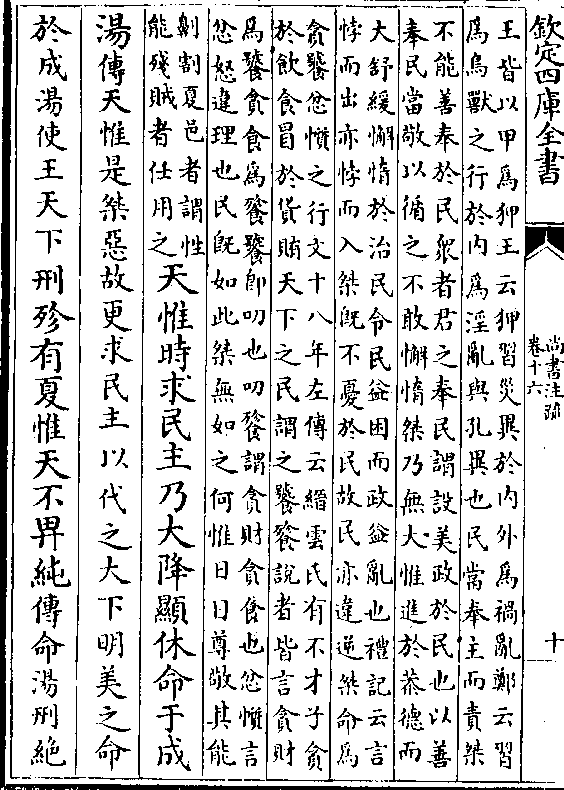 欽定四庫全書
尚書注疏
卷十六
十
王皆以甲為狎王云狎習災異於内外為禍亂鄭云習
為鳥獸之行於内為淫亂與孔異也民當奉主而責桀
不能善奉於民衆者君之奉民謂設美政於民也以善
奉民當敬以循之不敢懈惰桀乃無大惟進於恭德而
大舒緩懈惰於治民令民益困而政益亂也禮記云言
悖而出亦悖而入桀既不憂於民故民亦違逆桀命為
貪饕忿懫之行文十八年左傳云縉雲氏有不才子貪
於飲食冒於貨賄天下之民謂之饕餮說者皆言貪財
為饕貪食為餮饕即叨也叨餮謂貪財貪食也忿懫言
忿怒違理也民既如此桀無如之何惟日日尊敬其能
劓割夏邑者謂性
能殘賊者任用之
天惟時求民主乃大降顯休命于成
湯傳天惟是桀惡故更求民主以代之大下明美之命
於成湯使王天下刑殄有夏惟天不畀純傳命湯刑絶